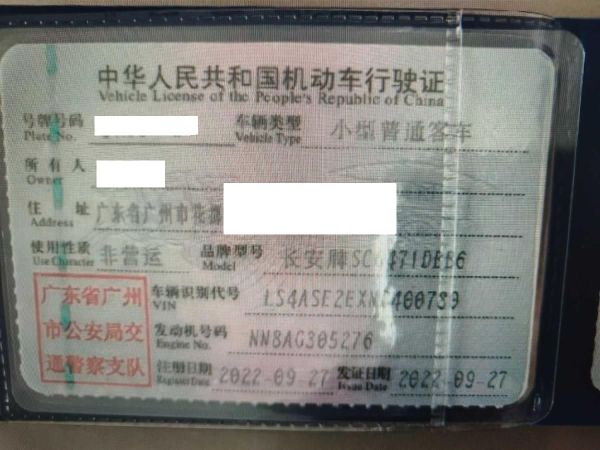 中华人民共和国机动车行驶证
Vehicle License of the People's Republic of China
号牌号码 车辆类型 小型普通客车
Plate No. Vehicle Type
所有人
Owner
住址 广东省广州市花
Address
使用性质 非营运 品牌型号 长安牌
Use Character Model
车辆识别代号
VIN
发动机号码 NN8AG305276
Engine No.
注册日期 2022-09-27 发证日期 2022-09-27
Register Date Issue Date
广东省广州
市公安局交
通警察支队